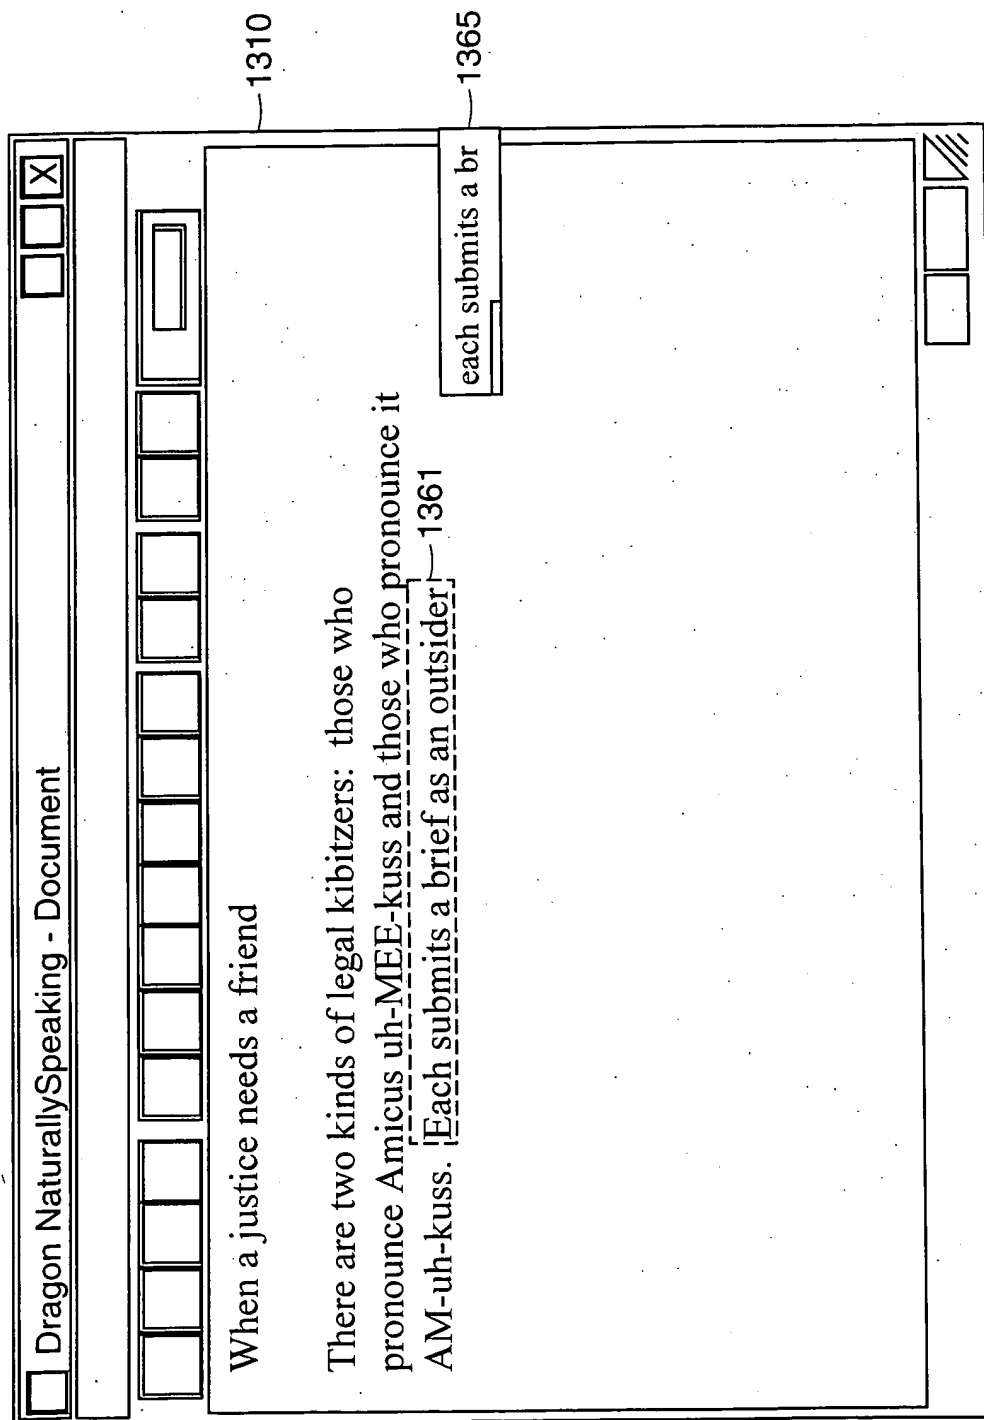 Dragon NaturallySpeaking - Document
X
1310
When a justice needs a friend
There are two kinds of legal kibitzers: those who
pronounce Amicus uh-MEE-kuss and those who pronounce it
AM-uh-kuss. Each submits a brief as an outsider
1361
each submits a br
1365